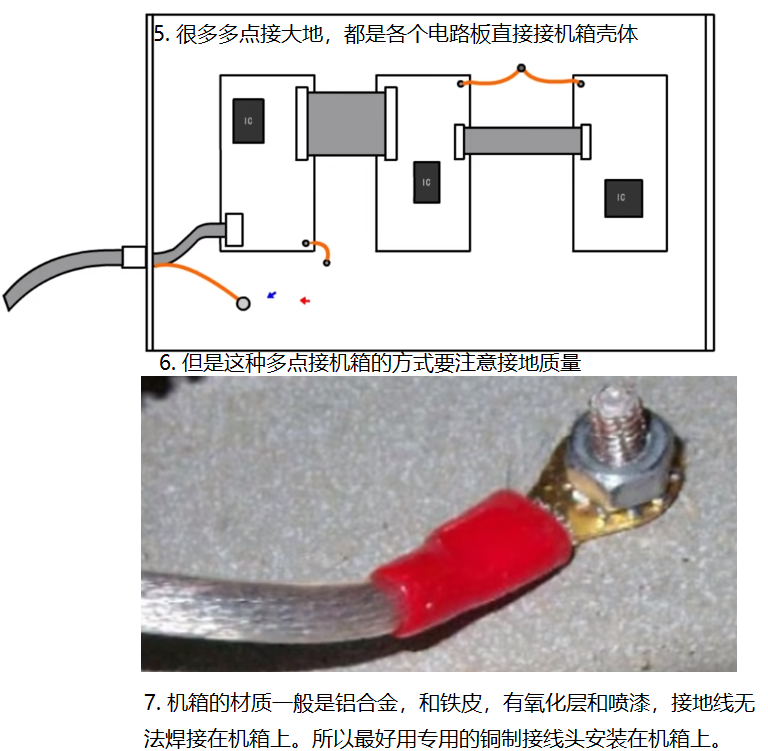 5. 很多多点接大地，都是各个电路板直接接机箱壳体
IC
IC
IC
6. 但是这种多点接机箱的方式要注意接地质量
7. 机箱的材质一般是铝合金，和铁皮，有氧化层和喷漆，接地线无
法焊接在机箱上。所以最好用专用的铜制接线头安装在机箱上。